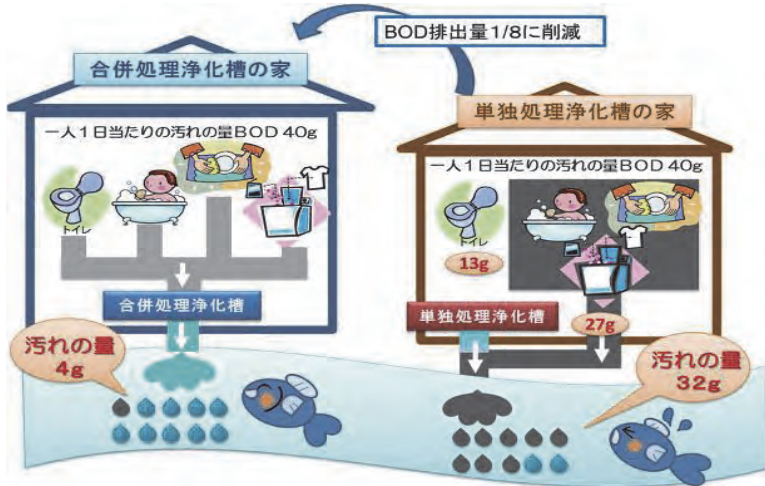 BOD排出量1/8に削減
合併処理浄化槽の家
一人1日当たりの汚れの量BOD 40g
トイレ
合併処理浄化槽
汚れの量
4g
単独処理浄化槽の家
一人1日当たりの汚れの量BOD 40g
トイレ
13g
単独処理浄化槽
27g
汚れの量
32g